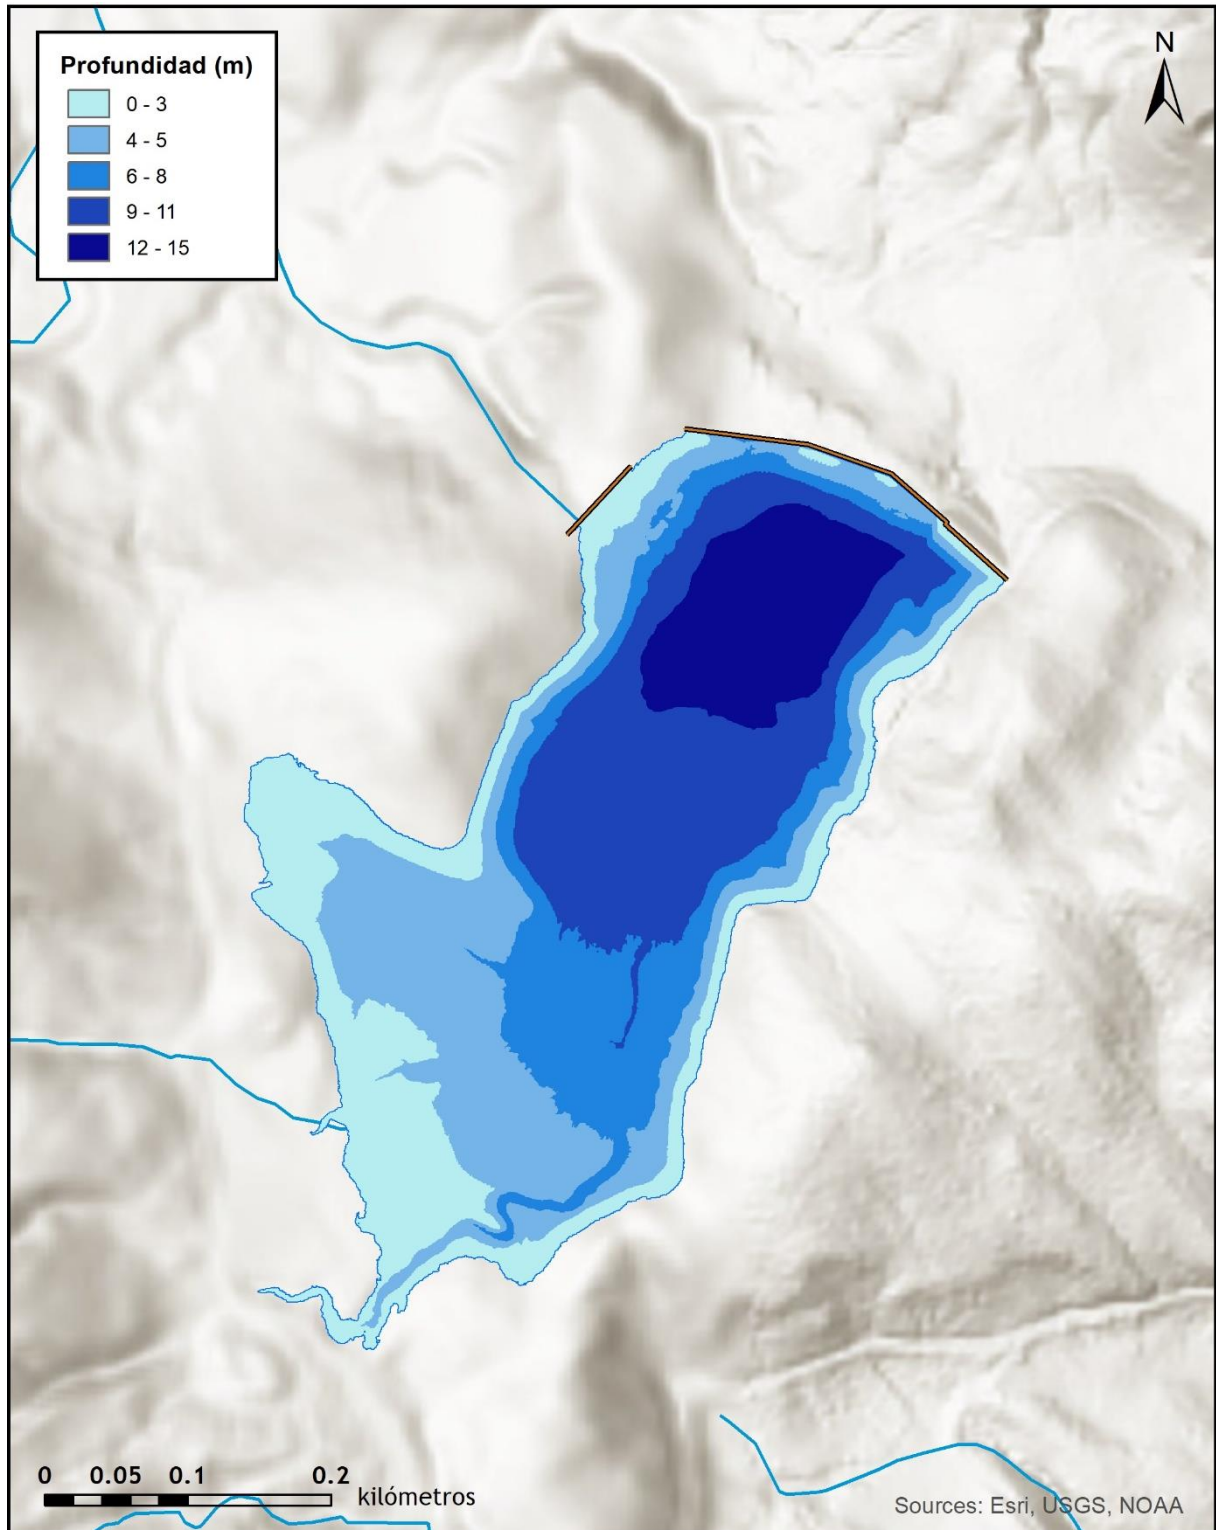 Profundidad (m)
0 - 3
4 - 5
6 - 8
9 - 11
12 - 15
N
0 0.05 0.1 0.2
kilómetros
Sources: Esri, USGS, NOAA